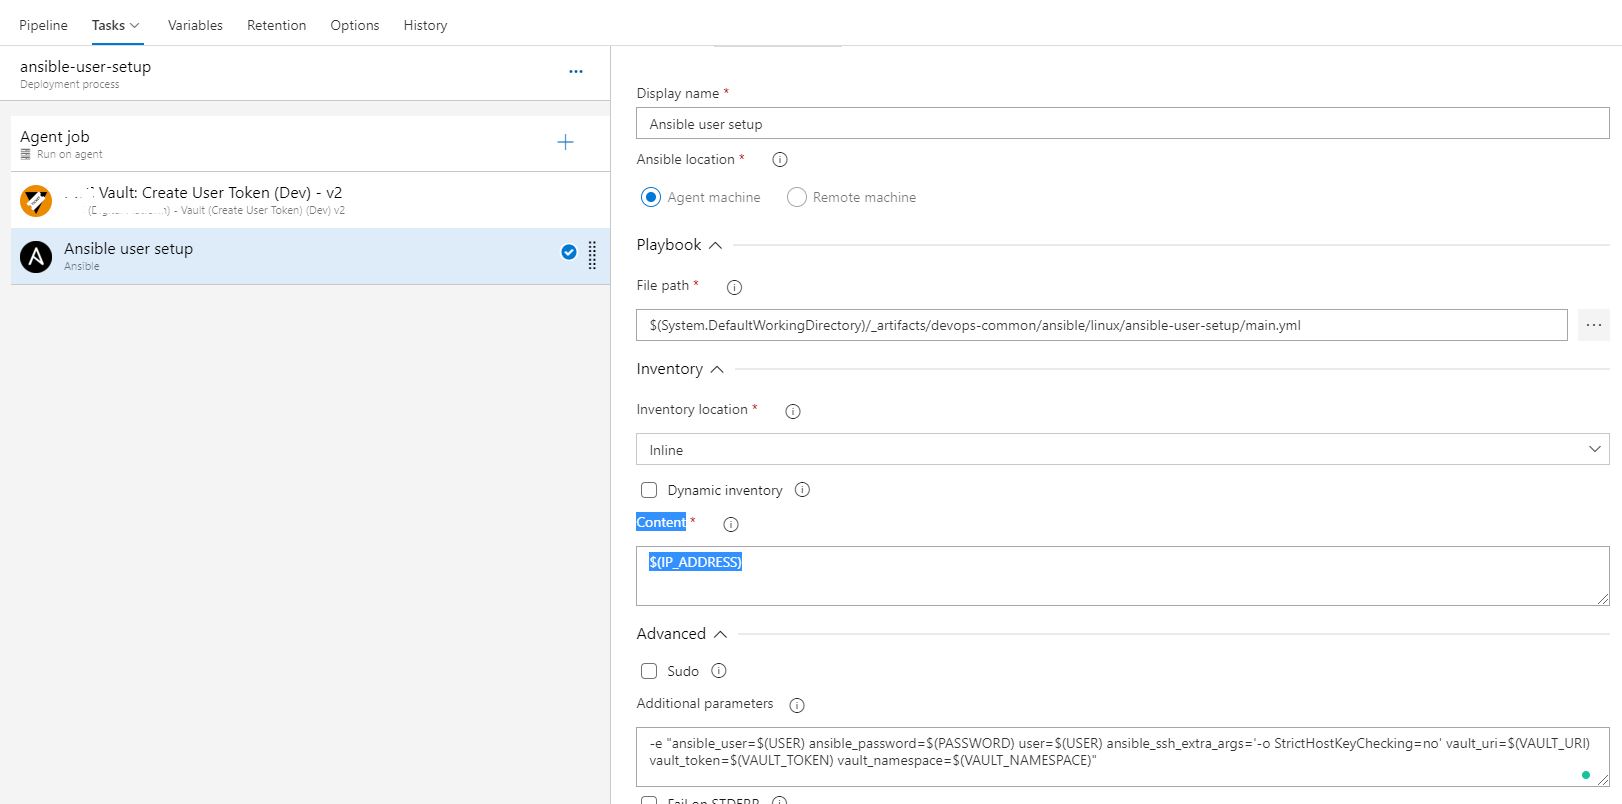 Pipeline Tasks Variables Retention Options History
ansible-user-setup
Deployment process
Agent job
Run on agent
Vault: Create User Token (Dev) - v2
- Vault (Create User Token) (Dev) v2
Ansible user setup
Ansible
Display name *
Ansible user setup
Ansible location *
Agent machine Remote machine
Playbook
File path *
$(System.DefaultWorkingDirectory)/_artifacts/devops-common/ansible/linux/ansible-user-setup/main.yml
Inventory
Inventory location *
Inline
Dynamic inventory
Content *
$(IP_ADDRESS)
Advanced
Sudo
Additional parameters
-e "ansible_user=$(USER) ansible_password=$(PASSWORD) user=$(USER) ansible_ssh_extra_args='-o StrictHostKeyChecking=no' vault_uri=$(VAULT_URI)
vault_token=$(VAULT_TOKEN) vault_namespace=$(VAULT_NAMESPACE)"
Fail on STDERR